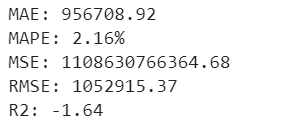 MAE: 956708.92
MAPE: 2.16%
MSE: 1108630766364.68
RMSE: 1052915.37
R2: -1.64